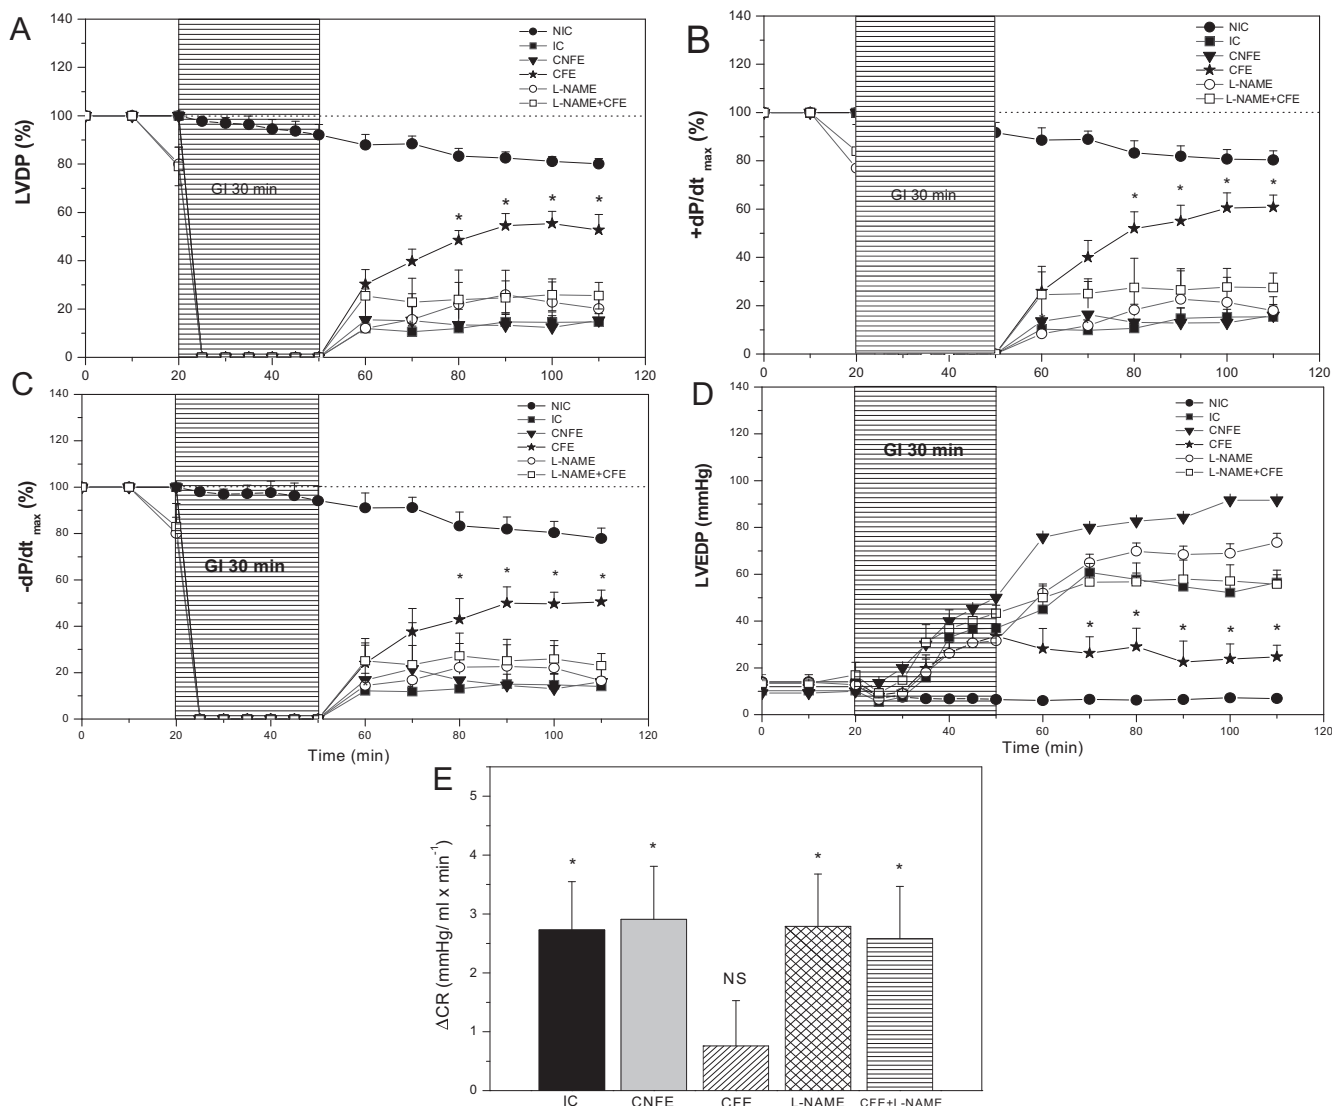 A
LVDP (%)
140
120
100
80
60
40
20
0
0 20 40 60 80 100 120
GI 30 min
NIC
IC
CNFE
CFE
L-NAME
L-NAME+CFE
* * * *
B
+dP/dt max (%)
140
120
100
80
60
40
20
0
0 20 40 60 80 100 120
GI 30 min
NIC
IC
CNFE
CFE
L-NAME
L-NAME+CFE
* * * *
C
-dP/dt max (%)
140
120
100
80
60
40
20
0
0 20 40 60 80 100 120
Time (min)
GI 30 min
NIC
IC
CNFE
CFE
L-NAME
L-NAME+CFE
* * * *
D
LVEDP (mmHg)
140
120
100
80
60
40
20
0
0 20 40 60 80 100 120
Time (min)
GI 30 min
NIC
IC
CNFE
CFE
L-NAME
L-NAME+CFE
* * * * *
E
ΔCR (mmHg/ ml x min⁻¹)
5
4
3
2
1
0
* * NS * *
IC CNFE CFE L-NAME CFE+L-NAME